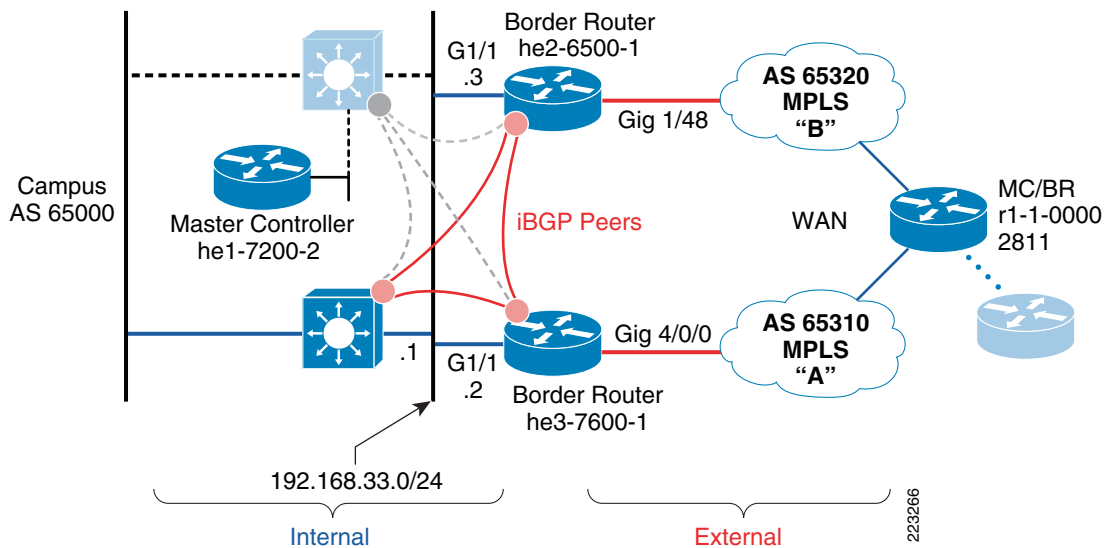 Border Router
he2-6500-1
G1/1
.3
Gig 1/48
AS 65320
MPLS
“B”
Campus
AS 65000
Master Controller
he1-7200-2
iBGP Peers
WAN
MC/BR
r1-1-0000
2811
.1
G1/1
.2
Gig 4/0/0
AS 65310
MPLS
“A”
Border Router
he3-7600-1
192.168.33.0/24
Internal
External
223266